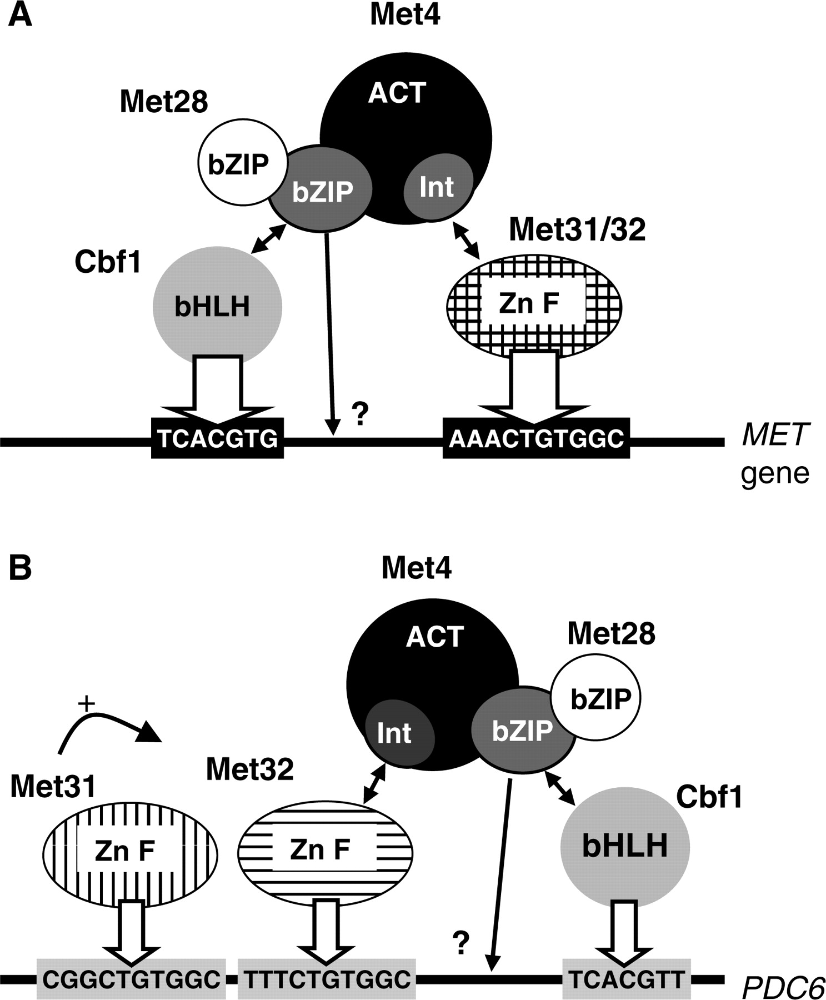 A
Met4
ACT
Met28
bZIP
bZIP
Int
Met31/32
Cbf1
bHLH
Zn F
?
TCACGTG
AAACTGTGGC
MET
gene
B
Met4
ACT
Met28
bZIP
+
Int
bZIP
Met32
Met31
Cbf1
Zn F
Zn F
bHLH
?
CGGCTGTGGC
TTTCTGTGGC
TCACGTT
PDC6